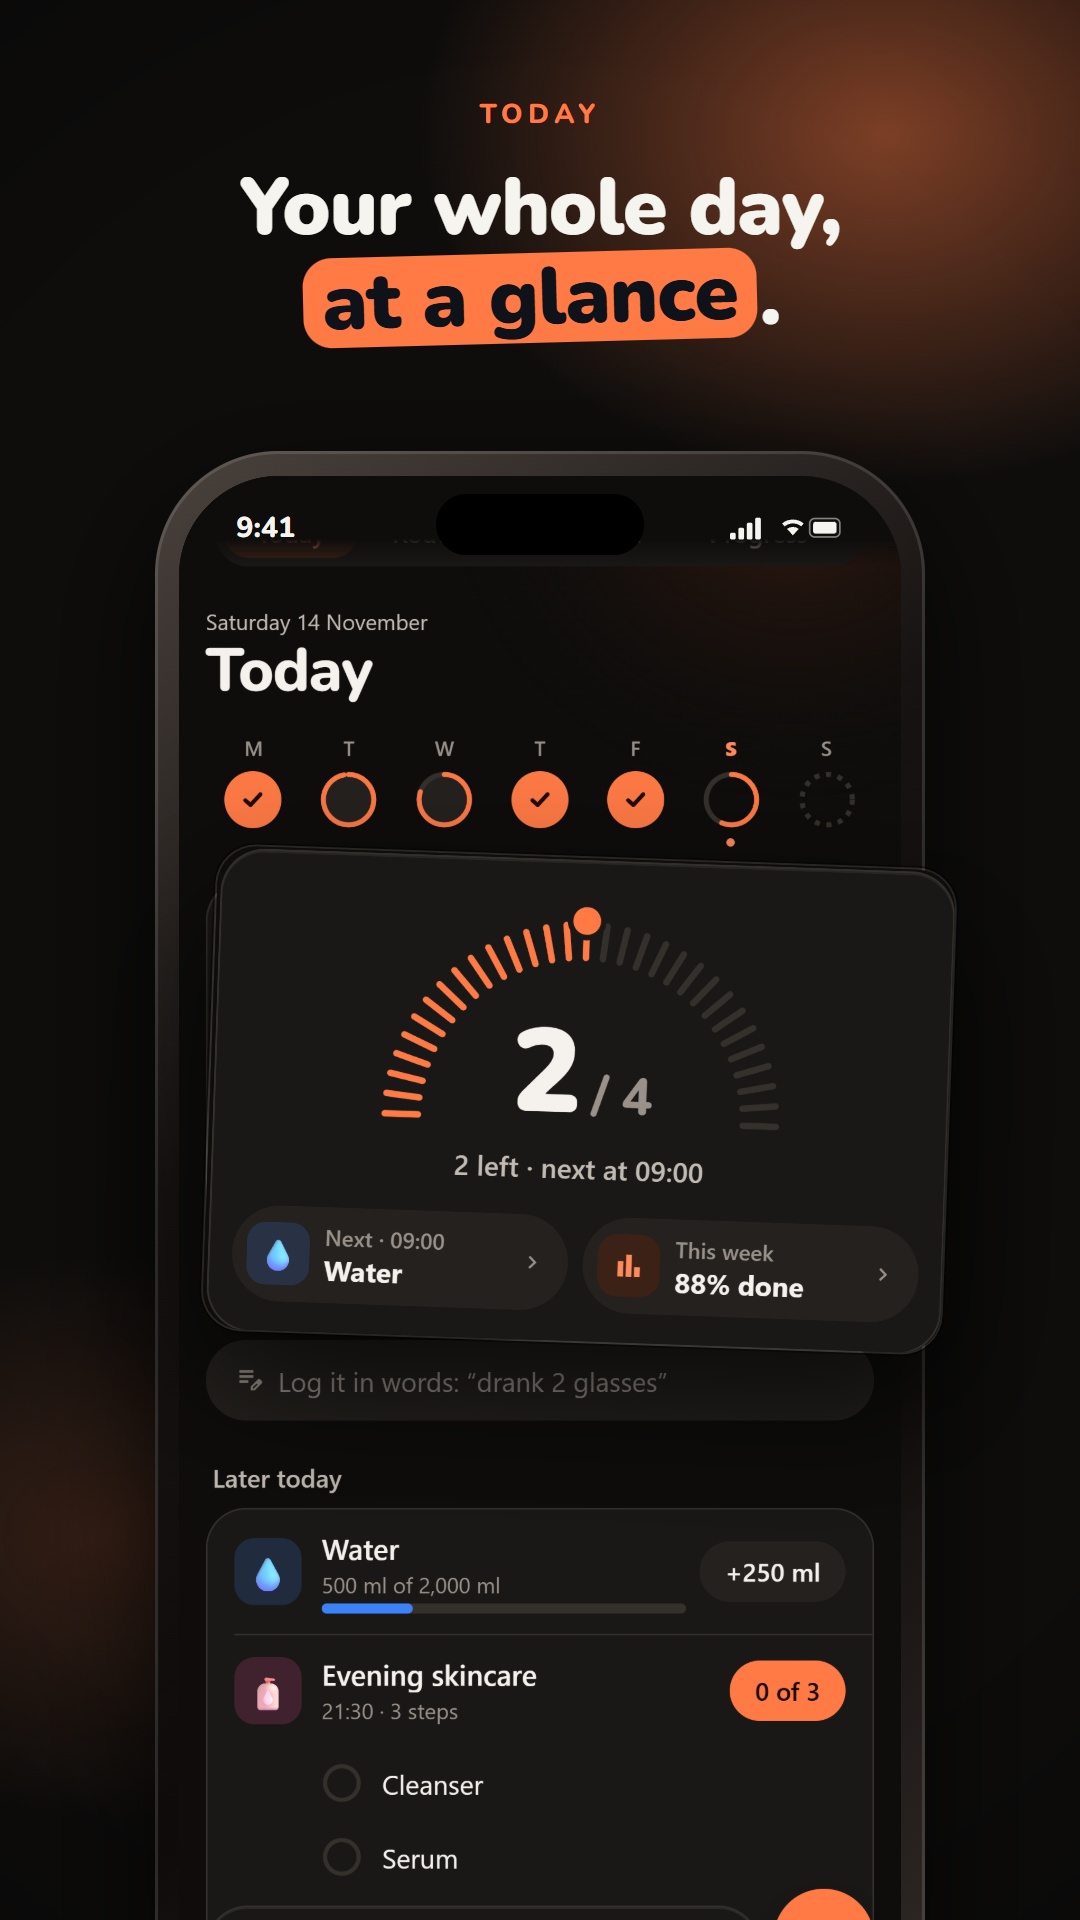 TODAY
Your whole day,
at a glance.
9:41
Saturday 14 November
Today
M T W T F S S
2 / 4
2 left · next at 09:00
Next · 09:00
Water
This week
88% done
Log it in words: “drank 2 glasses”
Later today
Water
500 ml of 2,000 ml
+250 ml
Evening skincare
21:30 · 3 steps
0 of 3
Cleanser
Serum